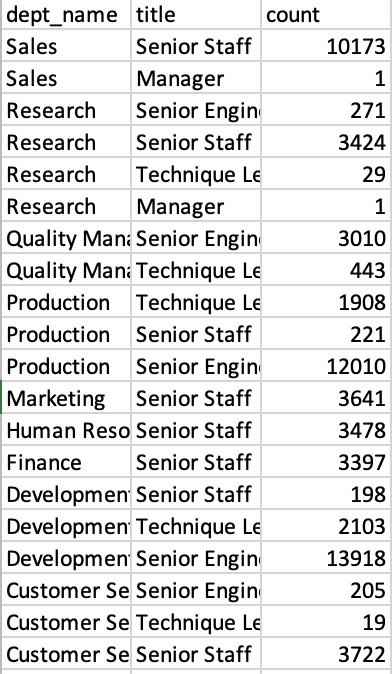 dept_name title count
Sales Senior Staff 10173
Sales Manager 1
Research Senior Engin 271
Research Senior Staff 3424
Research Technique Le 29
Research Manager 1
Quality Mana Senior Engin 3010
Quality Mana Technique Le 443
Production Technique Le 1908
Production Senior Staff 221
Production Senior Engin 12010
Marketing Senior Staff 3641
Human Reso Senior Staff 3478
Finance Senior Staff 3397
Development Senior Staff 198
Development Technique Le 2103
Development Senior Engin 13918
Customer Se Senior Engin 205
Customer Se Technique Le 19
Customer Se Senior Staff 3722